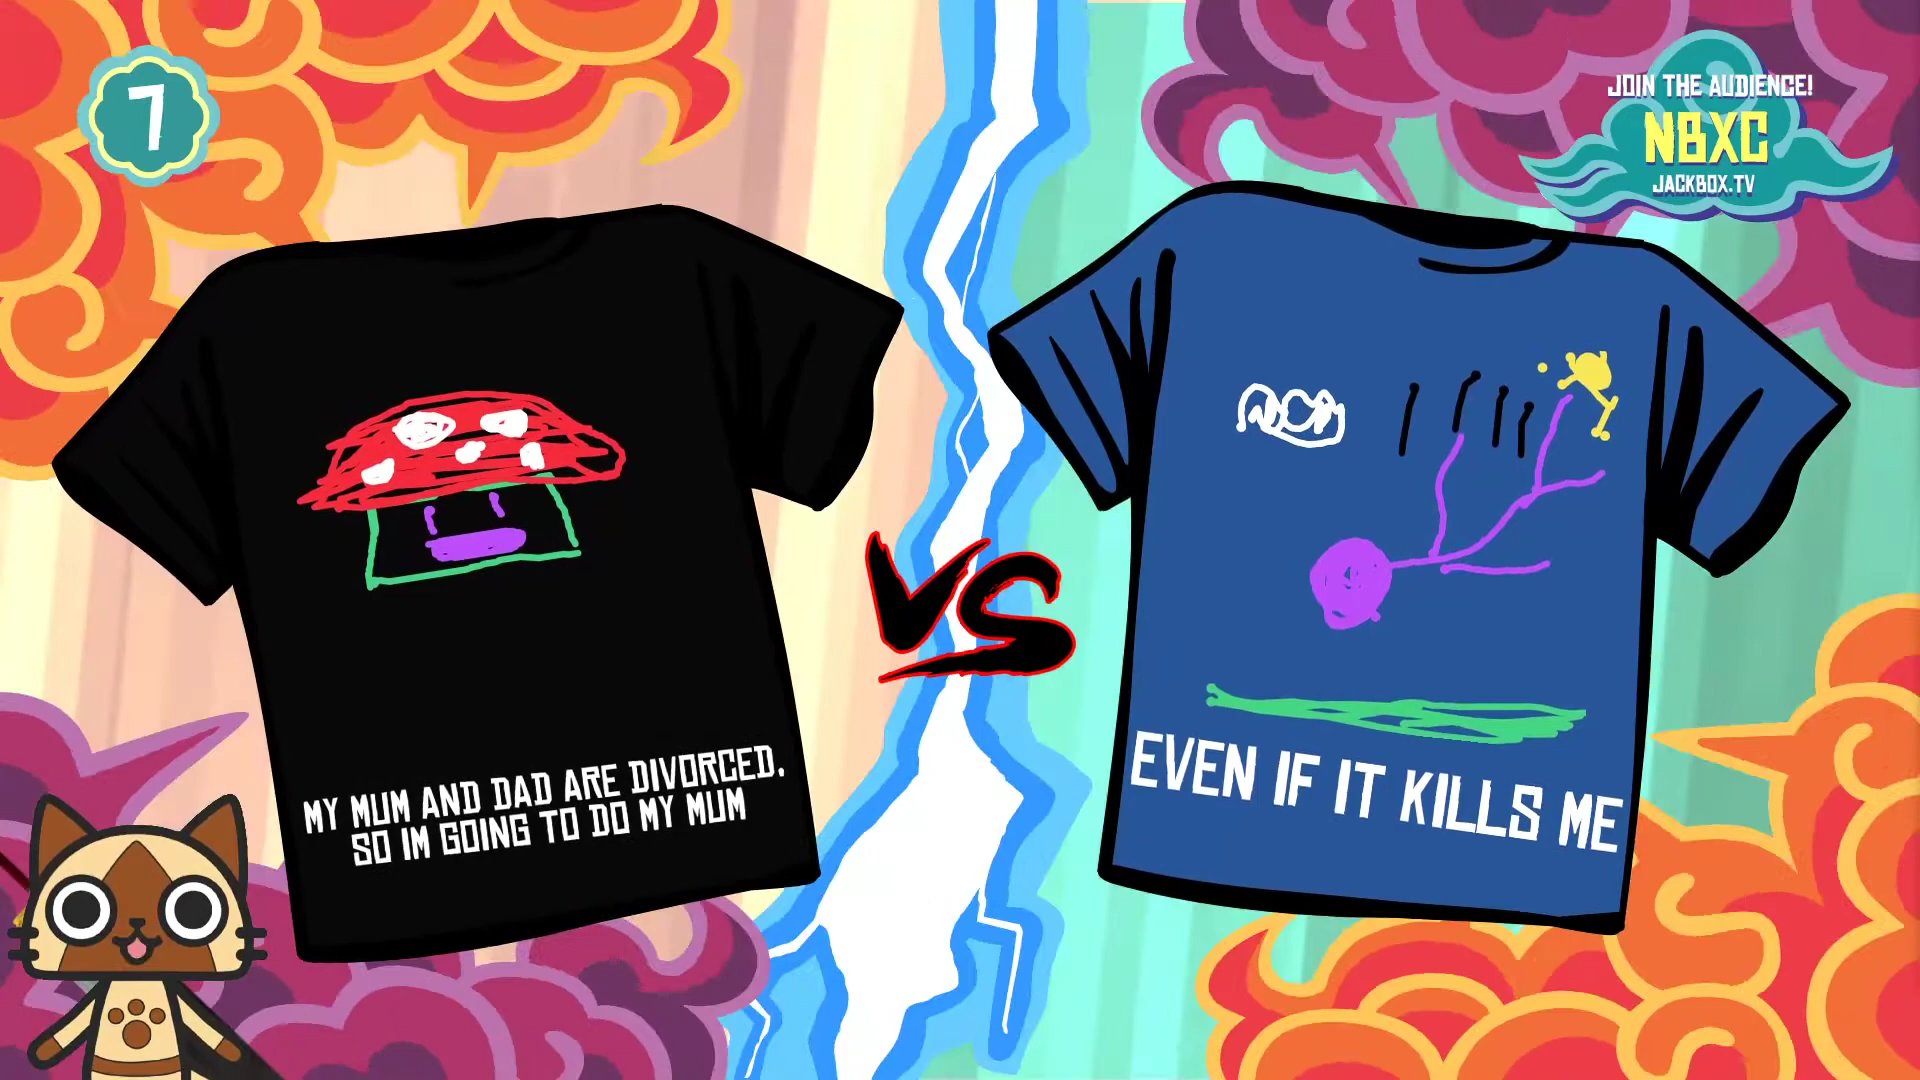 7
JOIN THE AUDIENCE!
NBXC
JACKBOX.TV
VS
MY MUM AND DAD ARE DIVORCED.
SO IM GOING TO DO MY MUM
EVEN IF IT KILLS ME